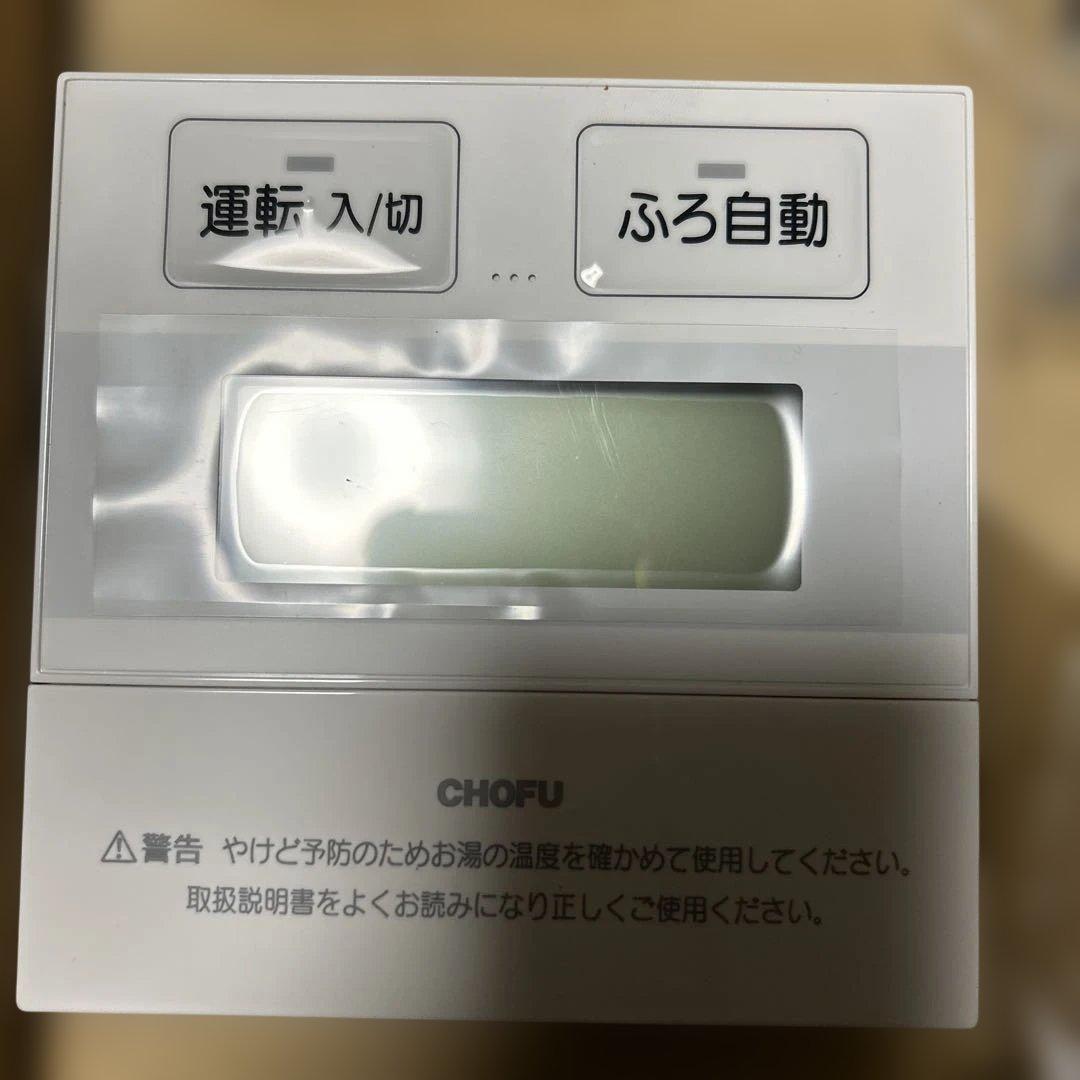 運転 入/切
ふろ自動
CHOFU
⚠警告 やけど予防のためお湯の温度を確かめて使用してください。
取扱説明書をよくお読みになり正しくご使用ください。